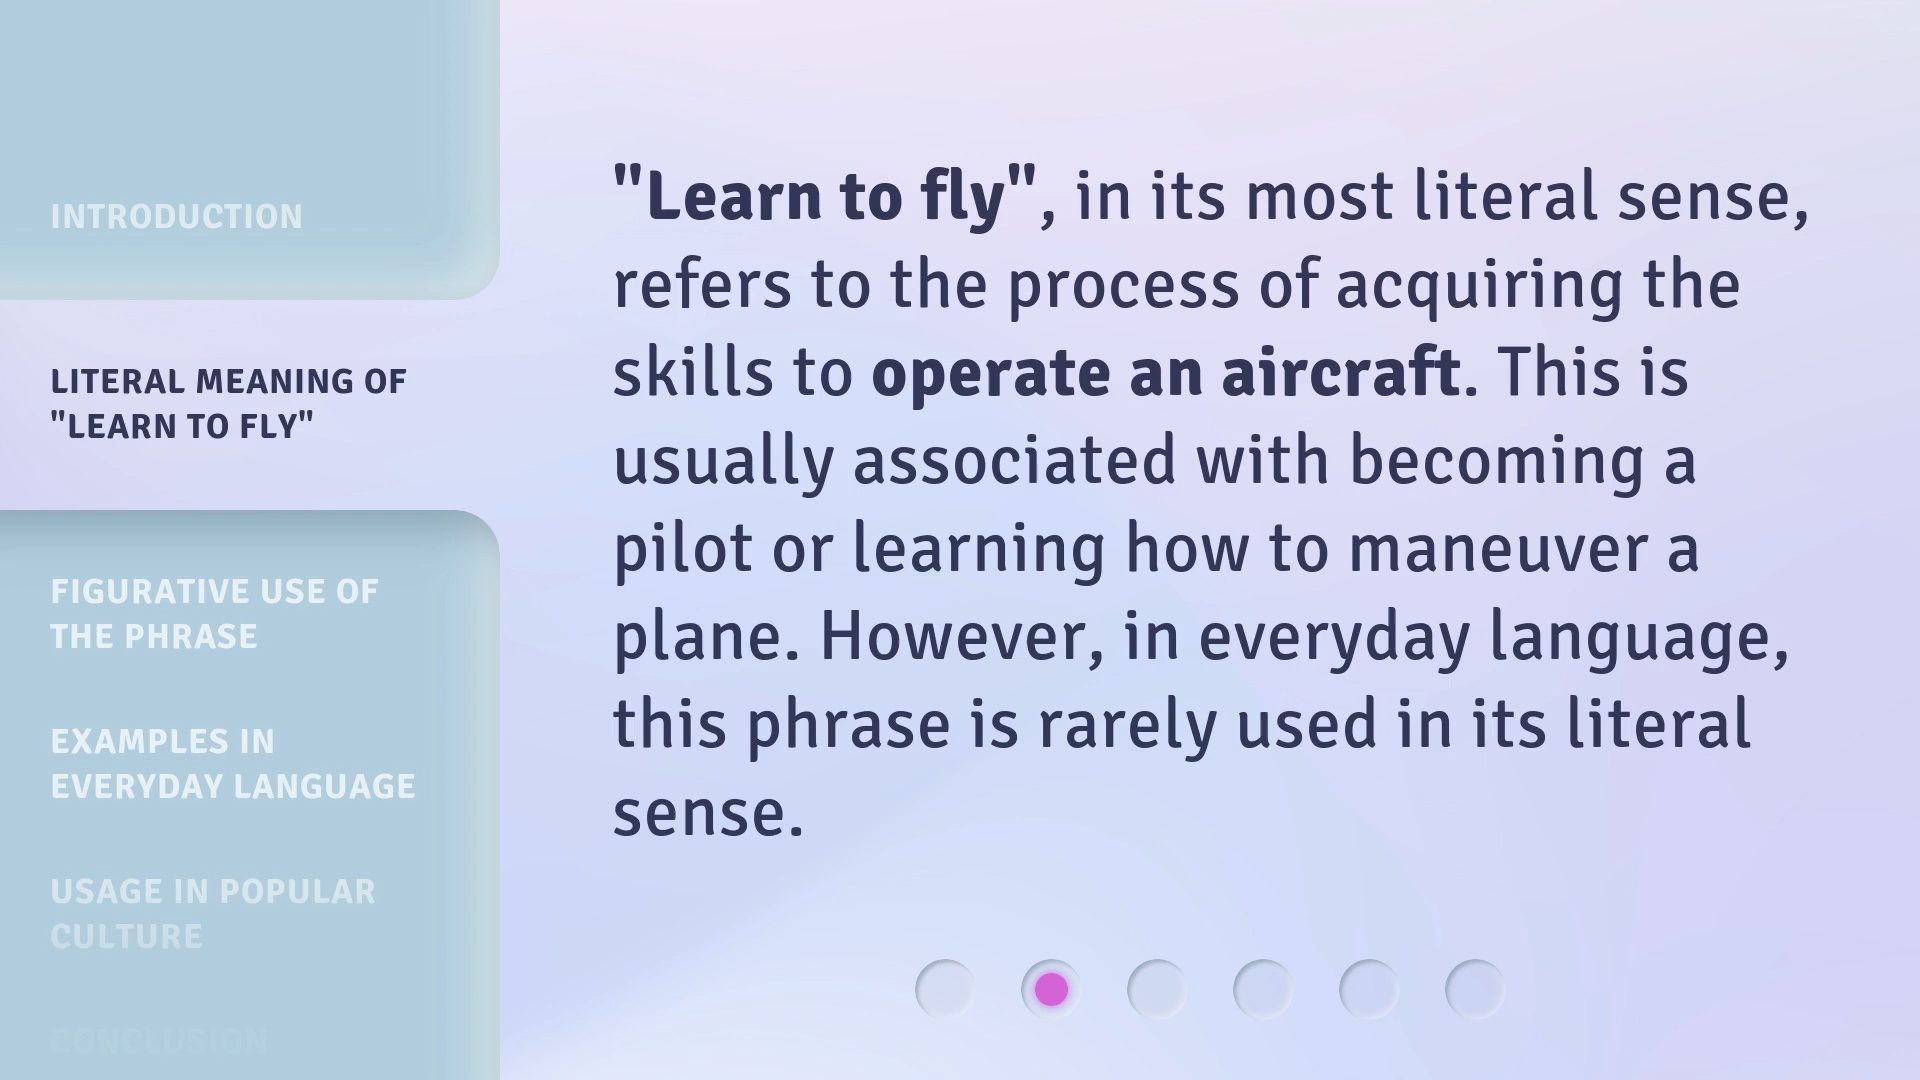 INTRODUCTION
LITERAL MEANING OF
"LEARN TO FLY"
FIGURATIVE USE OF
THE PHRASE
EXAMPLES IN
EVERYDAY LANGUAGE
USAGE IN POPULAR
CULTURE
CONCLUSION
"Learn to fly", in its most literal sense,
refers to the process of acquiring the
skills to operate an aircraft. This is
usually associated with becoming a
pilot or learning how to maneuver a
plane. However, in everyday language,
this phrase is rarely used in its literal
sense.